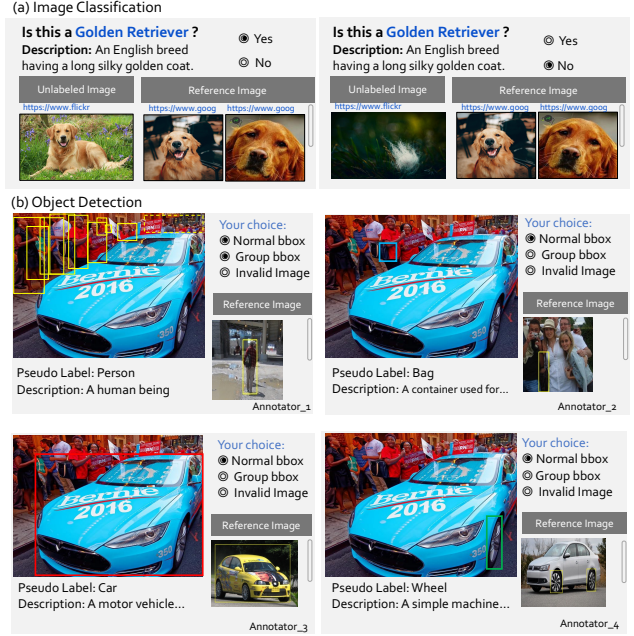 (a) Image Classification
Is this a Golden Retriever ?
Description: An English breed
having a long silky golden coat.
Yes
No
Unlabeled Image
Reference Image
https://www.flickr
https://www.goog
https://www.goog
Is this a Golden Retriever ?
Description: An English breed
having a long silky golden coat.
Yes
No
Unlabeled Image
Reference Image
https://www.flickr
https://www.goog
https://www.goog
(b) Object Detection
Bernie
2016
350
Your choice:
Normal bbox
Group bbox
Invalid Image
Reference Image
Pseudo Label: Person
Description: A human being
Annotator_1
Bernie
2016
350
Your choice:
Normal bbox
Group bbox
Invalid Image
Reference Image
Pseudo Label: Bag
Description: A container used for...
Annotator_2
Bernie
2016
350
Your choice:
Normal bbox
Group bbox
Invalid Image
Reference Image
Pseudo Label: Car
Description: A motor vehicle...
Annotator_3
Bernie
2016
350
Your choice:
Normal bbox
Group bbox
Invalid Image
Reference Image
Pseudo Label: Wheel
Description: A simple machine...
Annotator_4